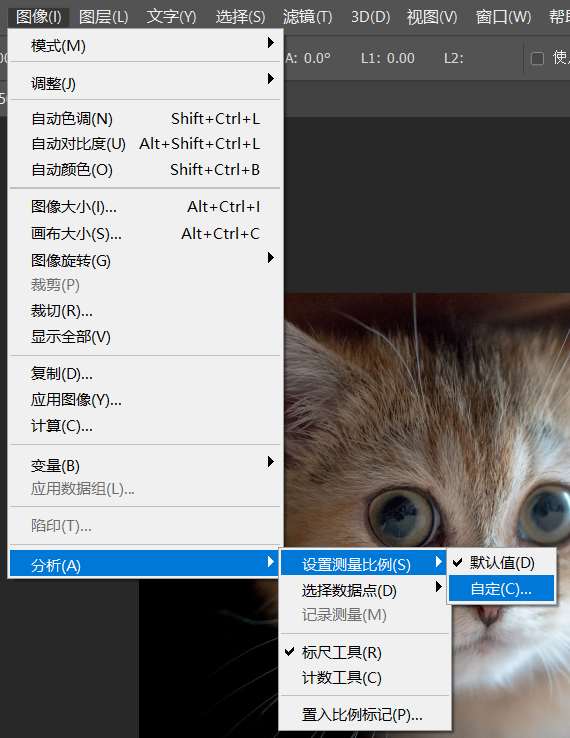 图像(I) 图层(L) 文字(Y) 选择(S) 滤镜(T) 3D(D) 视图(V) 窗口(W) 帮
A: 0.0° L1: 0.00 L2:
模式(M)
调整(J)
自动色调(N) Shift+Ctrl+L
自动对比度(U) Alt+Shift+Ctrl+L
自动颜色(O) Shift+Ctrl+B
图像大小(I)... Alt+Ctrl+I
画布大小(S)... Alt+Ctrl+C
图像旋转(G)
裁剪(P)
裁切(R)...
显示全部(V)
复制(D)...
应用图像(Y)...
计算(C)...
变量(B)
应用数据组(L)...
陷印(T)...
分析(A)
设置测量比例(S)
选择数据点(D)
记录测量(M)
标尺工具(R)
计数工具(C)
置入比例标记(P)...
默认值(D)
自定(C)...